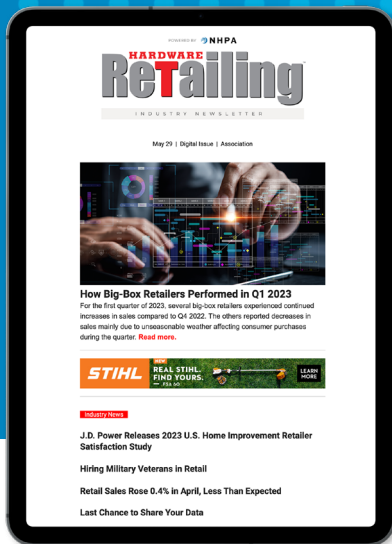 POWERED BY NHPA
HARDWARE
ReTailing
INDUSTRY NEWSLETTER
May 29 | Digital Issue | Association
How Big-Box Retailers Performed in Q1 2023
For the first quarter of 2023, several big-box retailers experienced continued
increases in sales compared to Q4 2022. The others reported decreases in
sales mainly due to unseasonable weather affecting consumer purchases
during the quarter. Read more.
STIHL
NEW
REAL STIHL.
FIND YOURS.
FSA 60
LEARN
MORE
Industry News
J.D. Power Releases 2023 U.S. Home Improvement Retailer
Satisfaction Study
Hiring Military Veterans in Retail
Retail Sales Rose 0.4% in April, Less Than Expected
Last Chance to Share Your Data